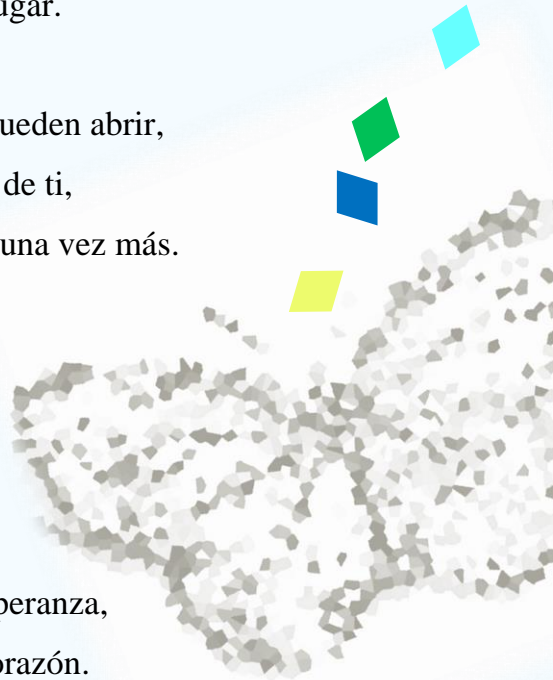 ugar.
ueden abrir,
de ti,
una vez más.
peranza,
orazón.